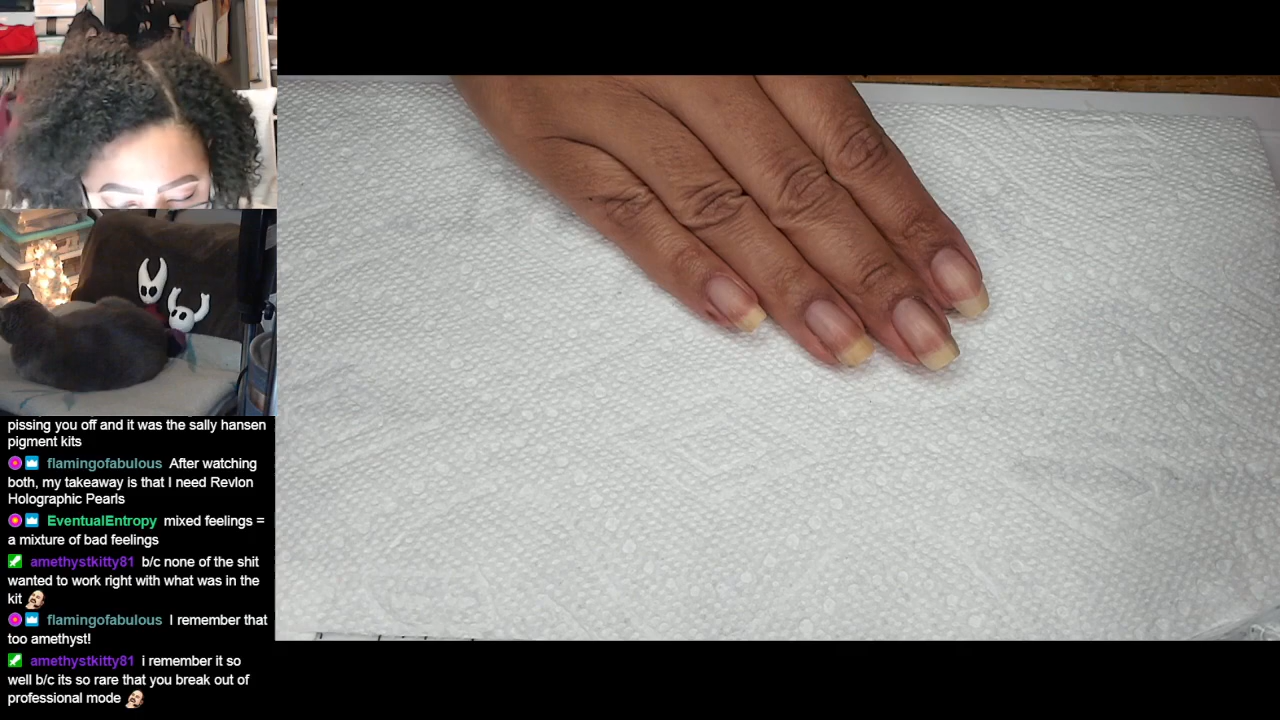 pissing you off and it was the sally hansen
pigment kits
flamingofabulous After watching
both, my takeaway is that I need Revlon
Holographic Pearls
EventualEntropy mixed feelings =
a mixture of bad feelings
amethystkitty81 b/c none of the shit
wanted to work right with what was in the
kit
flamingofabulous I remember that
too amethyst!
amethystkitty81 i remember it so
well b/c its so rare that you break out of
professional mode